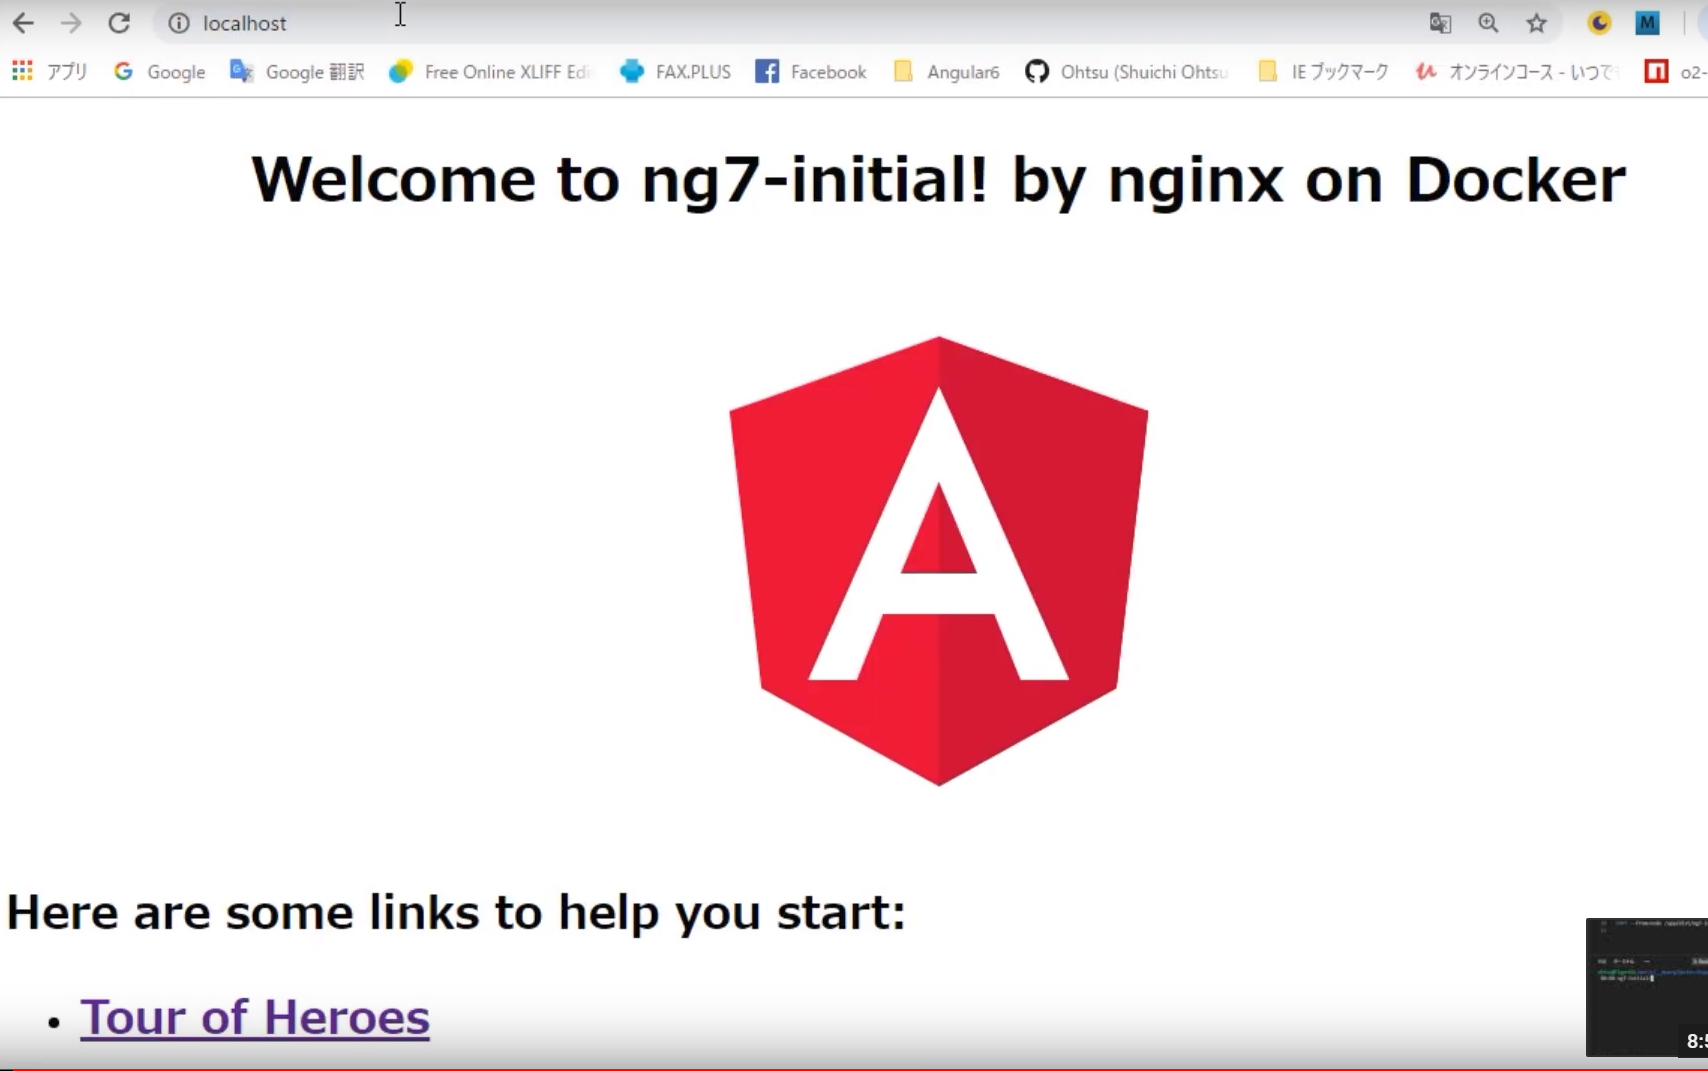 localhost
アプリ Google Google 翻訳 Free Online XLIFF Edi FAX.PLUS Facebook Angular6 Ohtsu (Shuichi Ohtsu IE ブックマーク オンラインコース - いつで o2-
Welcome to ng7-initial! by nginx on Docker
Here are some links to help you start:
• Tour of Heroes